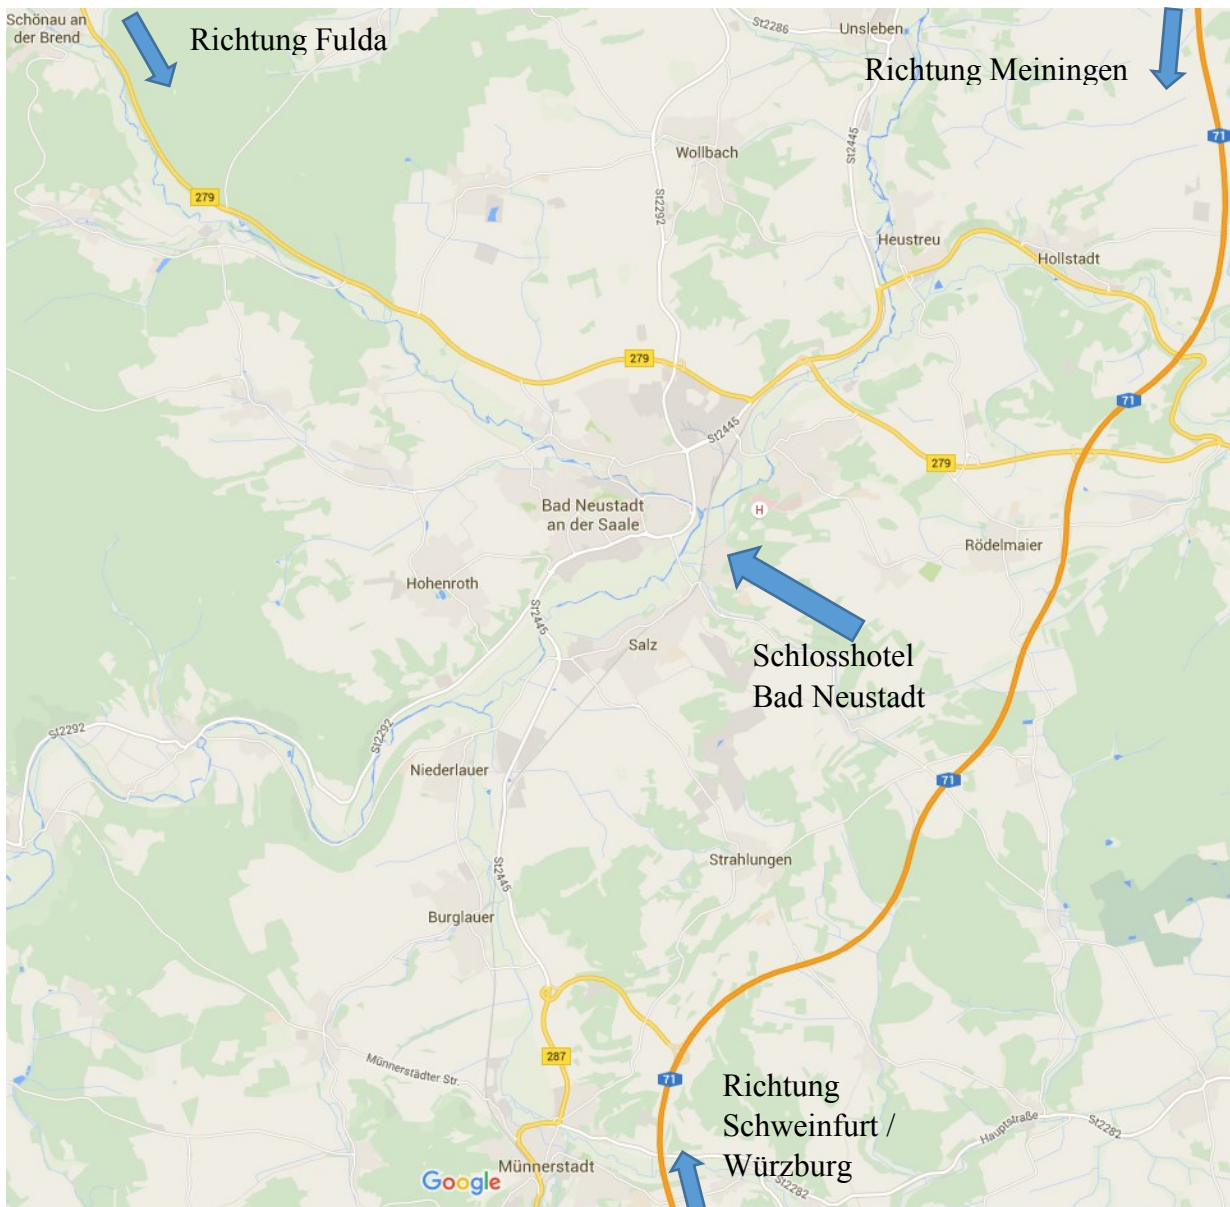 Schönau an
der Brend
Richtung Fulda
St2286
Unsleben
Richtung Meiningen
71
St2445
Wollbach
279
St2292
Heustreu
Hollstadt
279
71
St2445
279
Bad Neustadt
an der Saale
H
Rödelmaier
Hohenroth
St2445
Salz
Schlosshotel
Bad Neustadt
St2292
St2292
Niederlauer
71
Strahlungen
St2445
Burglauer
287
Münnerstädter Str.
71
Richtung
Schweinfurt /
Würzburg
Hauptstraße
St2282
Münnerstadt
Google
St2282